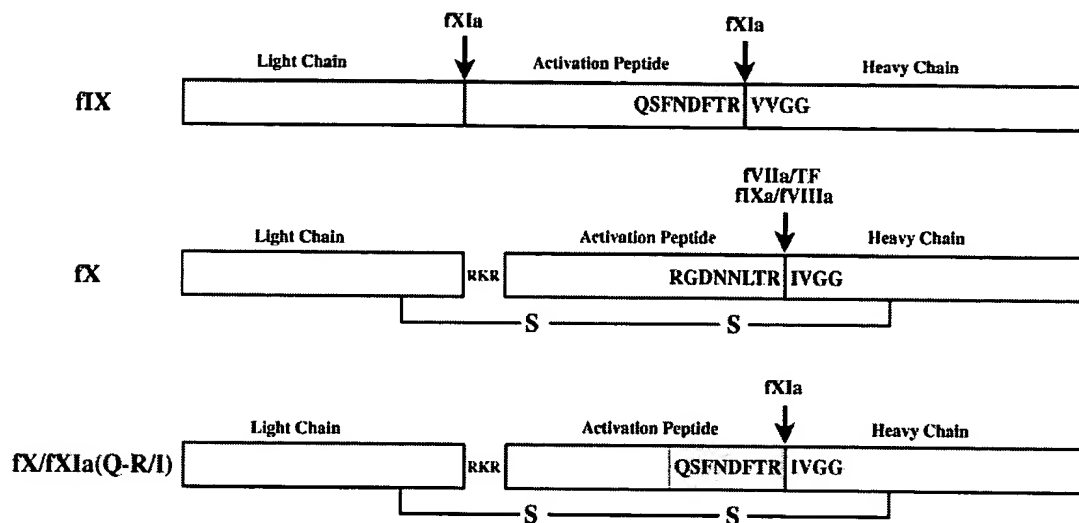 fXIa fXIa
Light Chain Activation Peptide Heavy Chain
fIX QSFNDFTR VVGG
fVIIa/TF
fIXa/fVIIIa
Light Chain Activation Peptide Heavy Chain
fX RKR RGDNNLTR IVGG
S S
fXIa
Light Chain Activation Peptide Heavy Chain
fX/fXIa(Q-R/I) RKR QSFNDFTR IVGG
S S